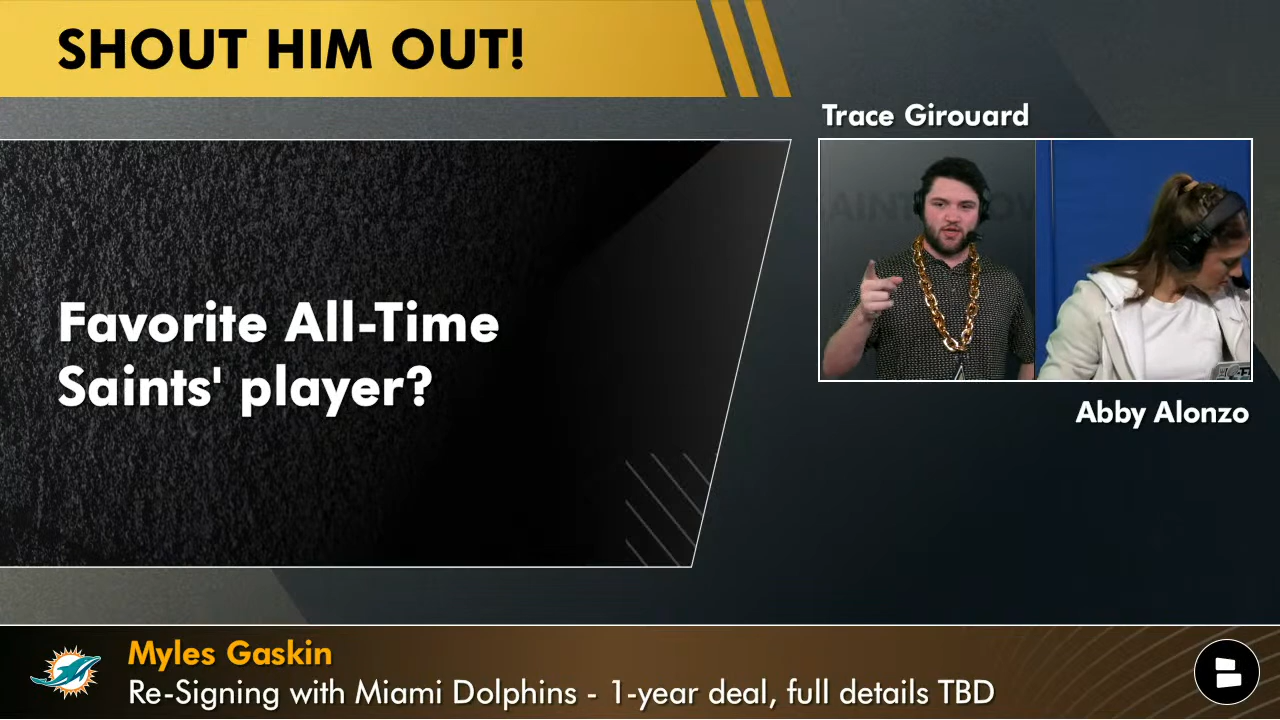 SHOUT HIM OUT!
Trace Girouard
Favorite All-Time
Saints' player?
Abby Alonzo
Myles Gaskin
Re-Signing with Miami Dolphins - 1-year deal, full details TBD